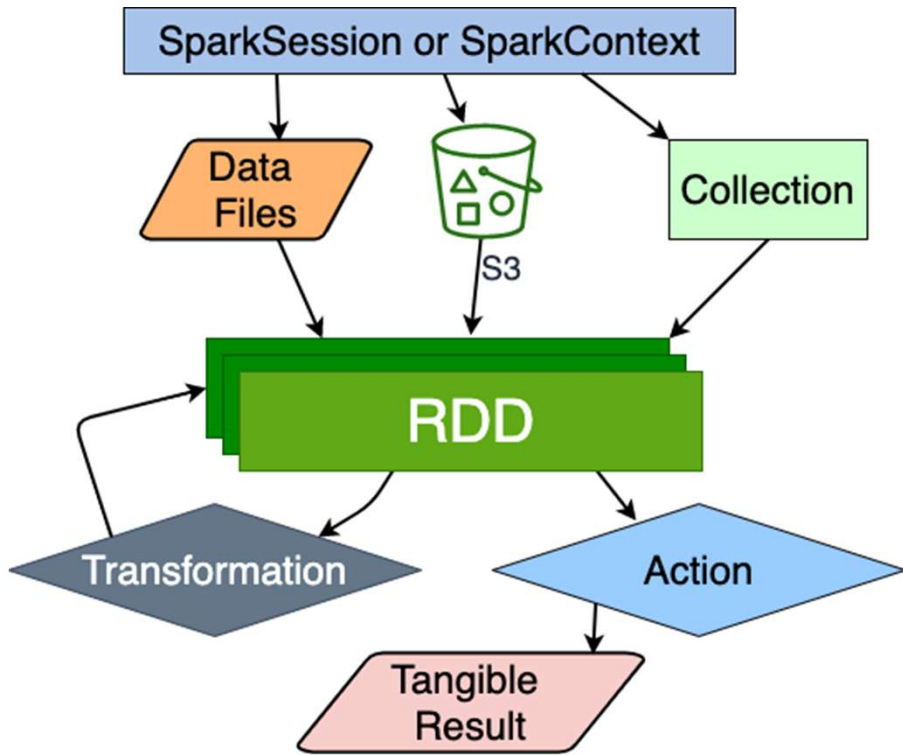 SparkSession or SparkContext
Data
Files
Collection
S3
RDD
Transformation
Action
Tangible
Result